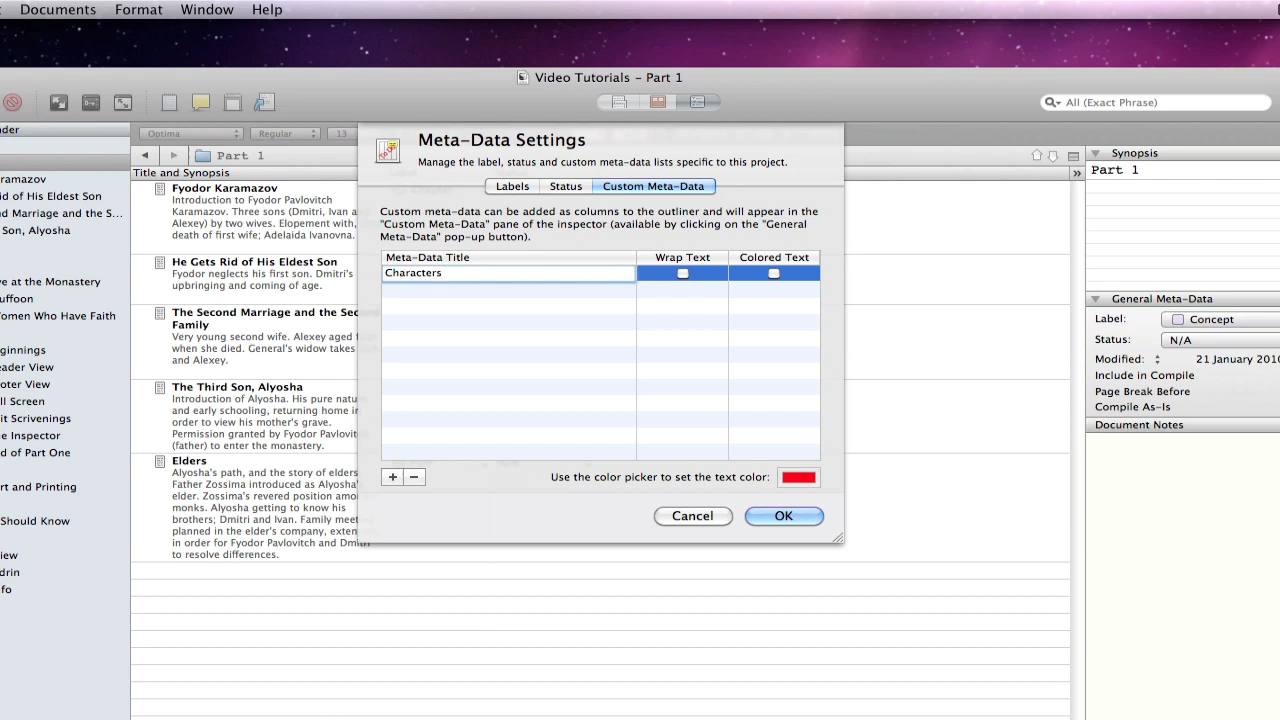 Documents Format Window Help
Video Tutorials - Part 1
All (Exact Phrase)
Optima Regular 13
Part 1
Title and Synopsis
Fyodor Karamazov
Introduction to Fyodor Pavlovitch
Karamazov. Three sons (Dmitri, Ivan a
Alexey) by two wives. Elopement with,
death of first wife; Adelaida Ivanovna.
He Gets Rid of His Eldest Son
Fyodor neglects his first son. Dmitri's
upbringing and coming of age.
The Second Marriage and the Sec
Family
Very young second wife. Alexey aged
when she died. General's widow takes
and Alexey.
The Third Son, Alyosha
Introduction of Alyosha. His pure natu
and early schooling, returning home i
order to view his mother's grave.
Permission granted by Fyodor Pavlovit
(father) to enter the monastery.
Elders
Alyosha's path, and the story of elders
Father Zossima introduced as Alyosha'
elder. Zossima's revered position amo
monks. Alyosha getting to know his
brothers; Dmitri and Ivan. Family meet
planned in the elder's company, exten
in order for Fyodor Pavlovitch and Dmitr
to resolve differences.
nder
aramazov
id of His Eldest Son
d Marriage and the S...
Son, Alyosha
ve at the Monastery
uffoon
omen Who Have Faith
ginnings
eader View
oter View
ll Screen
it Scrivenings
e Inspector
d of Part One
rt and Printing
Should Know
iew
drin
fo
Meta-Data Settings
Manage the label, status and custom meta-data lists specific to this project.
Labels Status Custom Meta-Data
Custom meta-data can be added as columns to the outliner and will appear in the
"Custom Meta-Data" pane of the inspector (available by clicking on the "General
Meta-Data" pop-up button).
Meta-Data Title Wrap Text Colored Text
Characters
+ − Use the color picker to set the text color:
Cancel OK
Synopsis
Part 1
General Meta-Data
Label: Concept
Status: N/A
Modified: 21 January 2010
Include in Compile
Page Break Before
Compile As-Is
Document Notes